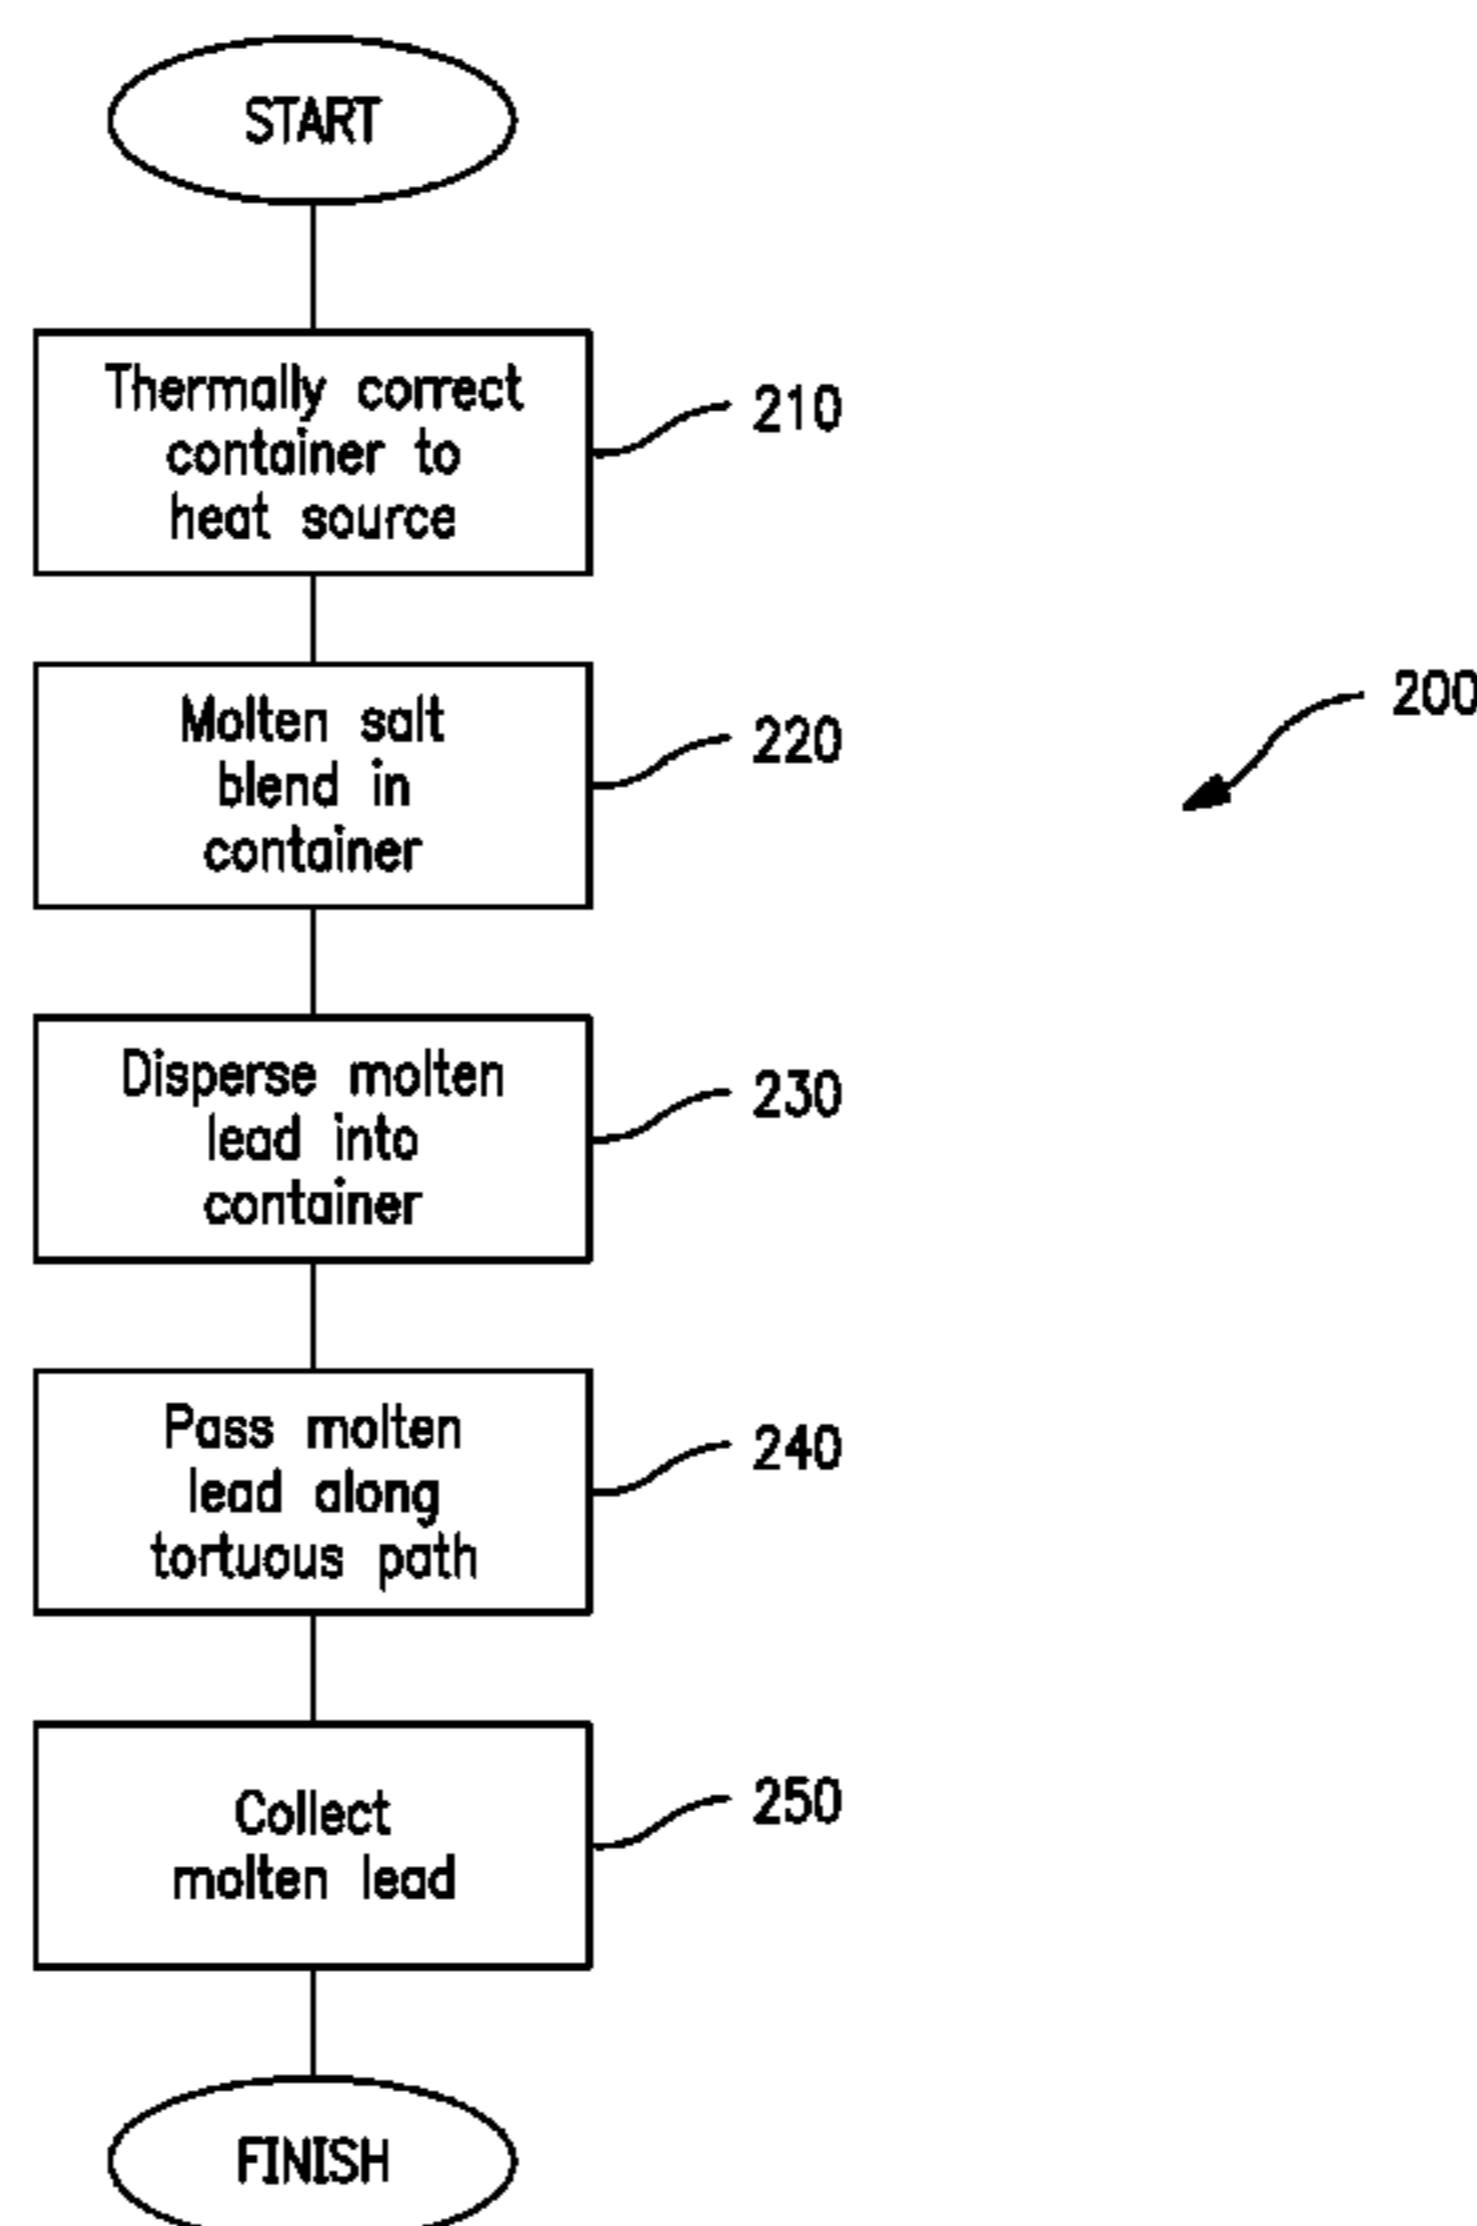 START
Thermally correct
container to
heat source
210
Molten salt
blend in
container
220
200
Disperse molten
lead into
container
230
Pass molten
lead along
tortuous path
240
Collect
molten lead
250
FINISH